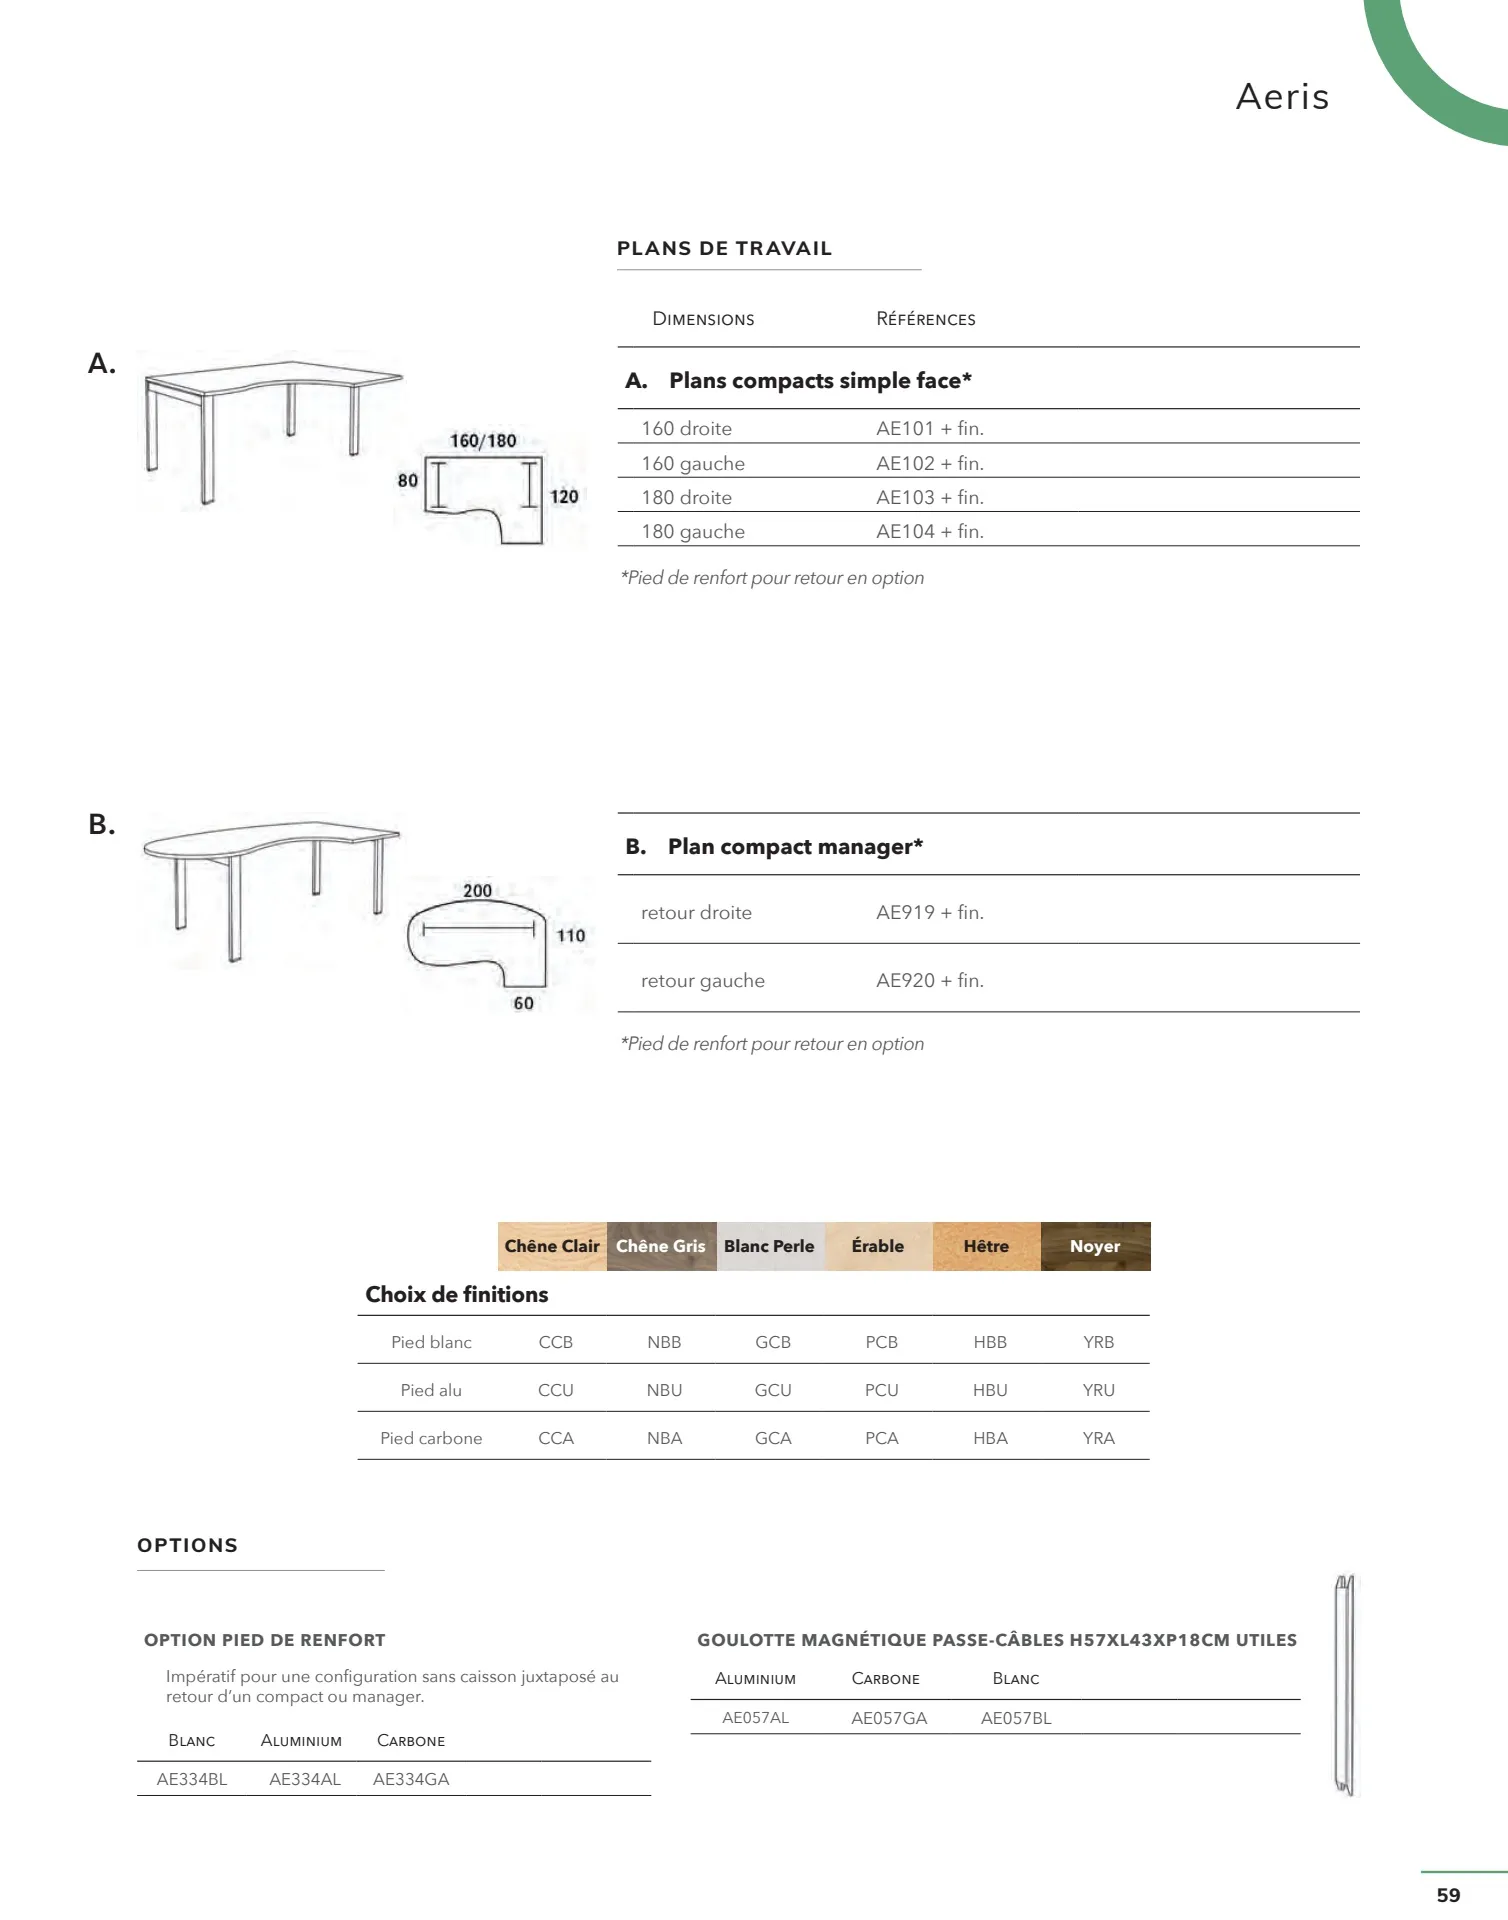 Aeris
PLANS DE TRAVAIL
Dimensions Références
A.
A. Plans compacts simple face*
160 droite AE101 + fin.
160 gauche AE102 + fin.
180 droite AE103 + fin.
180 gauche AE104 + fin.
160/180
80
120
*Pied de renfort pour retour en option
B.
B. Plan compact manager*
retour droite AE919 + fin.
retour gauche AE920 + fin.
200
110
60
*Pied de renfort pour retour en option
Chêne Clair Chêne Gris Blanc Perle Érable Hêtre Noyer
Choix de finitions
Pied blanc CCB NBB GCB PCB HBB YRB
Pied alu CCU NBU GCU PCU HBU YRU
Pied carbone CCA NBA GCA PCA HBA YRA
OPTIONS
OPTION PIED DE RENFORT
Impératif pour une configuration sans caisson juxtaposé au
retour d’un compact ou manager.
Blanc Aluminium Carbone
AE334BL AE334AL AE334GA
GOULOTTE MAGNÉTIQUE PASSE-CÂBLES H57XL43XP18CM UTILES
Aluminium Carbone Blanc
AE057AL AE057GA AE057BL
59